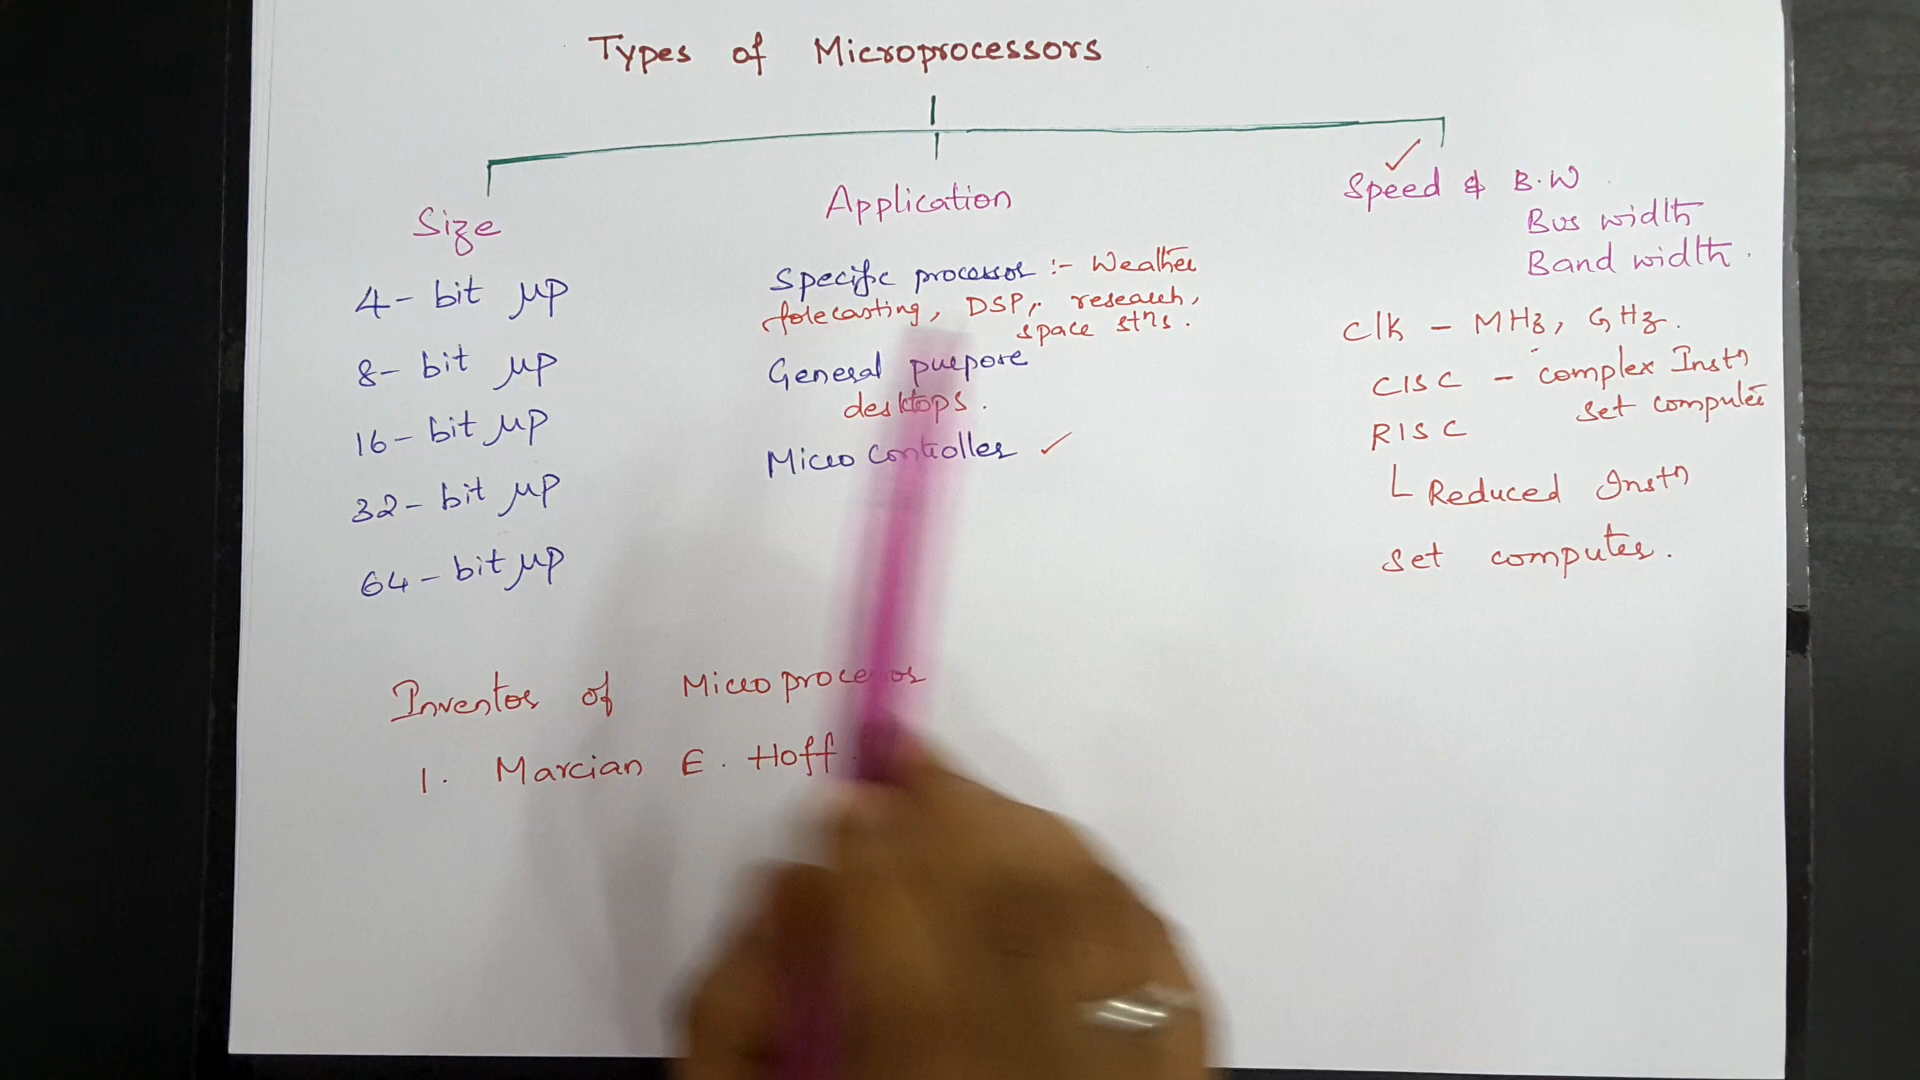 Types of Microprocessors
Size
4- bit μp
8- bit μp
16- bit μp
32- bit μp
64- bit μp
Application
Specific processor :- Weather
forecasting, DSP, research,
space stns.
General purpose
desktops.
Micro controller ✓
✓
Speed & B.W
Bus width
Band width.
Clk - MHz, GHz.
CISC - complex Instn
set computer
RISC
Reduced Instn
set computer.
Inventor of
1. Marcian E. Hoff